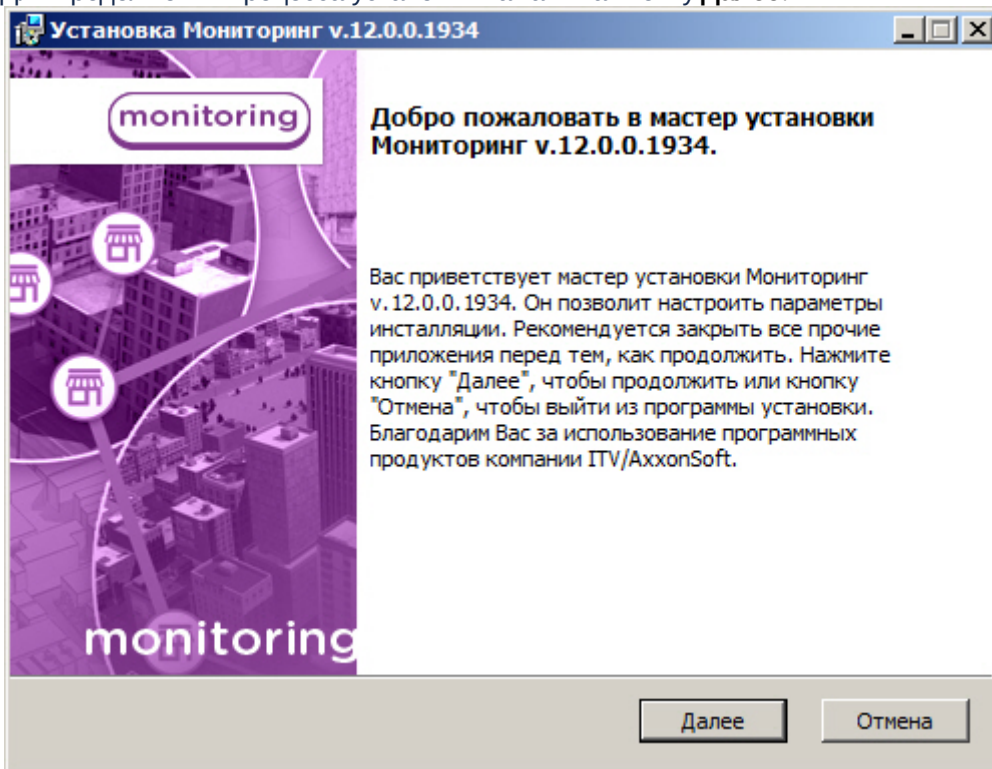 Установка Мониторинг v.12.0.0.1934
monitoring
Добро пожаловать в мастер установки
Мониторинг v.12.0.0.1934.
Вас приветствует мастер установки Мониторинг
v.12.0.0.1934. Он позволит настроить параметры
инсталляции. Рекомендуется закрыть все прочие
приложения перед тем, как продолжить. Нажмите
кнопку "Далее", чтобы продолжить или кнопку
"Отмена", чтобы выйти из программы установки.
Благодарим Вас за использование программных
продуктов компании ITV/AxxonSoft.
monitoring
Далее
Отмена